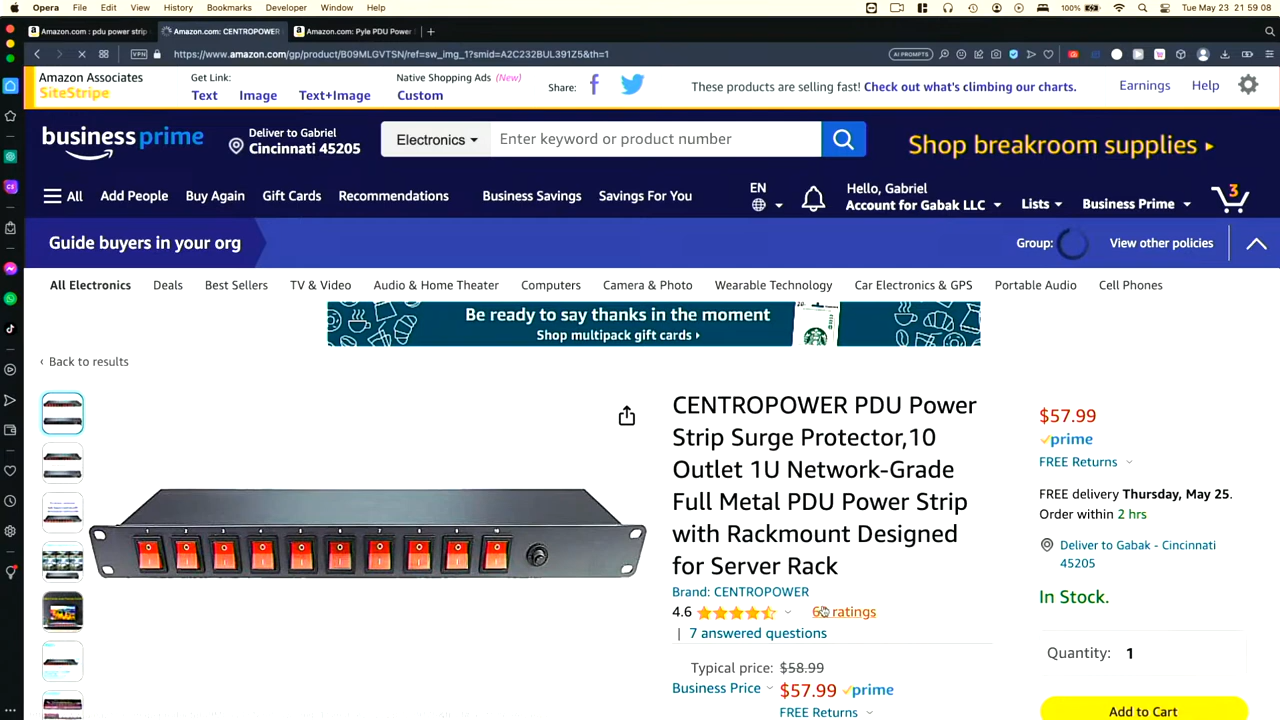 Opera File Edit View History Bookmarks Developer Window Help 100% Tue May 23 21 59 08
Amazon.com : pdu power strip
Amazon.com: CENTROPOWER
Amazon.com: Pyle PDU Power
VPN https://www.amazon.com/gp/product/B09MLGVTSN/ref=sw_img_1?smid=A2C232BUL391Z5&th=1 AI PROMPTS
Amazon Associates
SiteStripe
Get Link:
Text Image Text+Image
Native Shopping Ads (New)
Custom
Share:
These products are selling fast! Check out what's climbing our charts.
Earnings Help
business prime
Deliver to Gabriel
Cincinnati 45205
Electronics
Enter keyword or product number
Shop breakroom supplies
All Add People Buy Again Gift Cards Recommendations Business Savings Savings For You
EN
Hello, Gabriel
Account for Gabak LLC
Lists
Business Prime
3
Guide buyers in your org
Group:
View other policies
All Electronics Deals Best Sellers TV & Video Audio & Home Theater Computers Camera & Photo Wearable Technology Car Electronics & GPS Portable Audio Cell Phones
Be ready to say thanks in the moment
Shop multipack gift cards
‹ Back to results
CENTROPOWER PDU Power
Strip Surge Protector,10
Outlet 1U Network-Grade
Full Metal PDU Power Strip
with Rackmount Designed
for Server Rack
Brand: CENTROPOWER
4.6 ratings
| 7 answered questions
Typical price: $58.99
Business Price $57.99 prime
FREE Returns
$57.99
prime
FREE Returns
FREE delivery Thursday, May 25.
Order within 2 hrs
Deliver to Gabak - Cincinnati
45205
In Stock.
Quantity: 1
Add to Cart